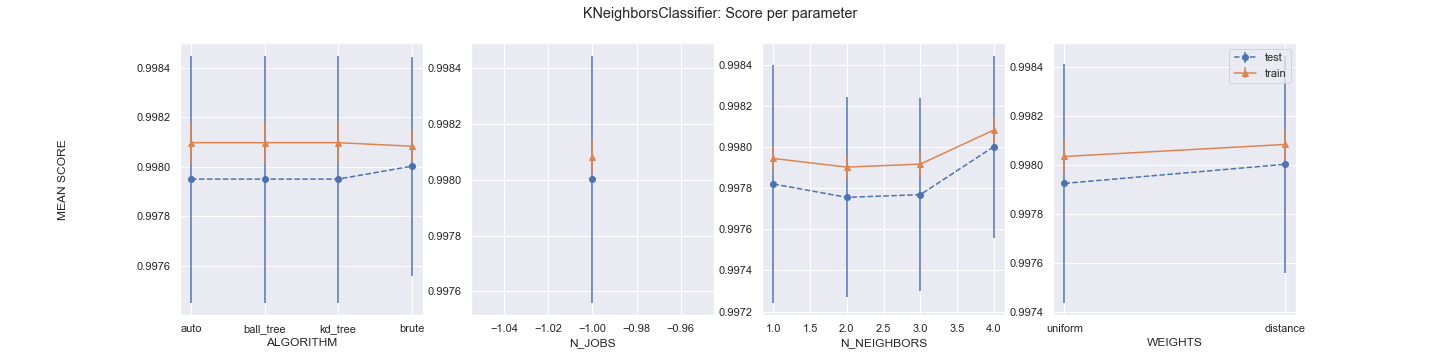 KNeighborsClassifier: Score per parameter
MEAN SCORE
0.9984
0.9982
0.9980
0.9978
0.9976
auto ball_tree kd_tree brute
ALGORITHM
0.9984
0.9982
0.9980
0.9978
0.9976
−1.04 −1.02 −1.00 −0.98 −0.96
N_JOBS
0.9984
0.9982
0.9980
0.9978
0.9976
0.9974
0.9972
1.0 1.5 2.0 2.5 3.0 3.5 4.0
N_NEIGHBORS
0.9984
0.9982
0.9980
0.9978
0.9976
0.9974
uniform distance
WEIGHTS
test
train